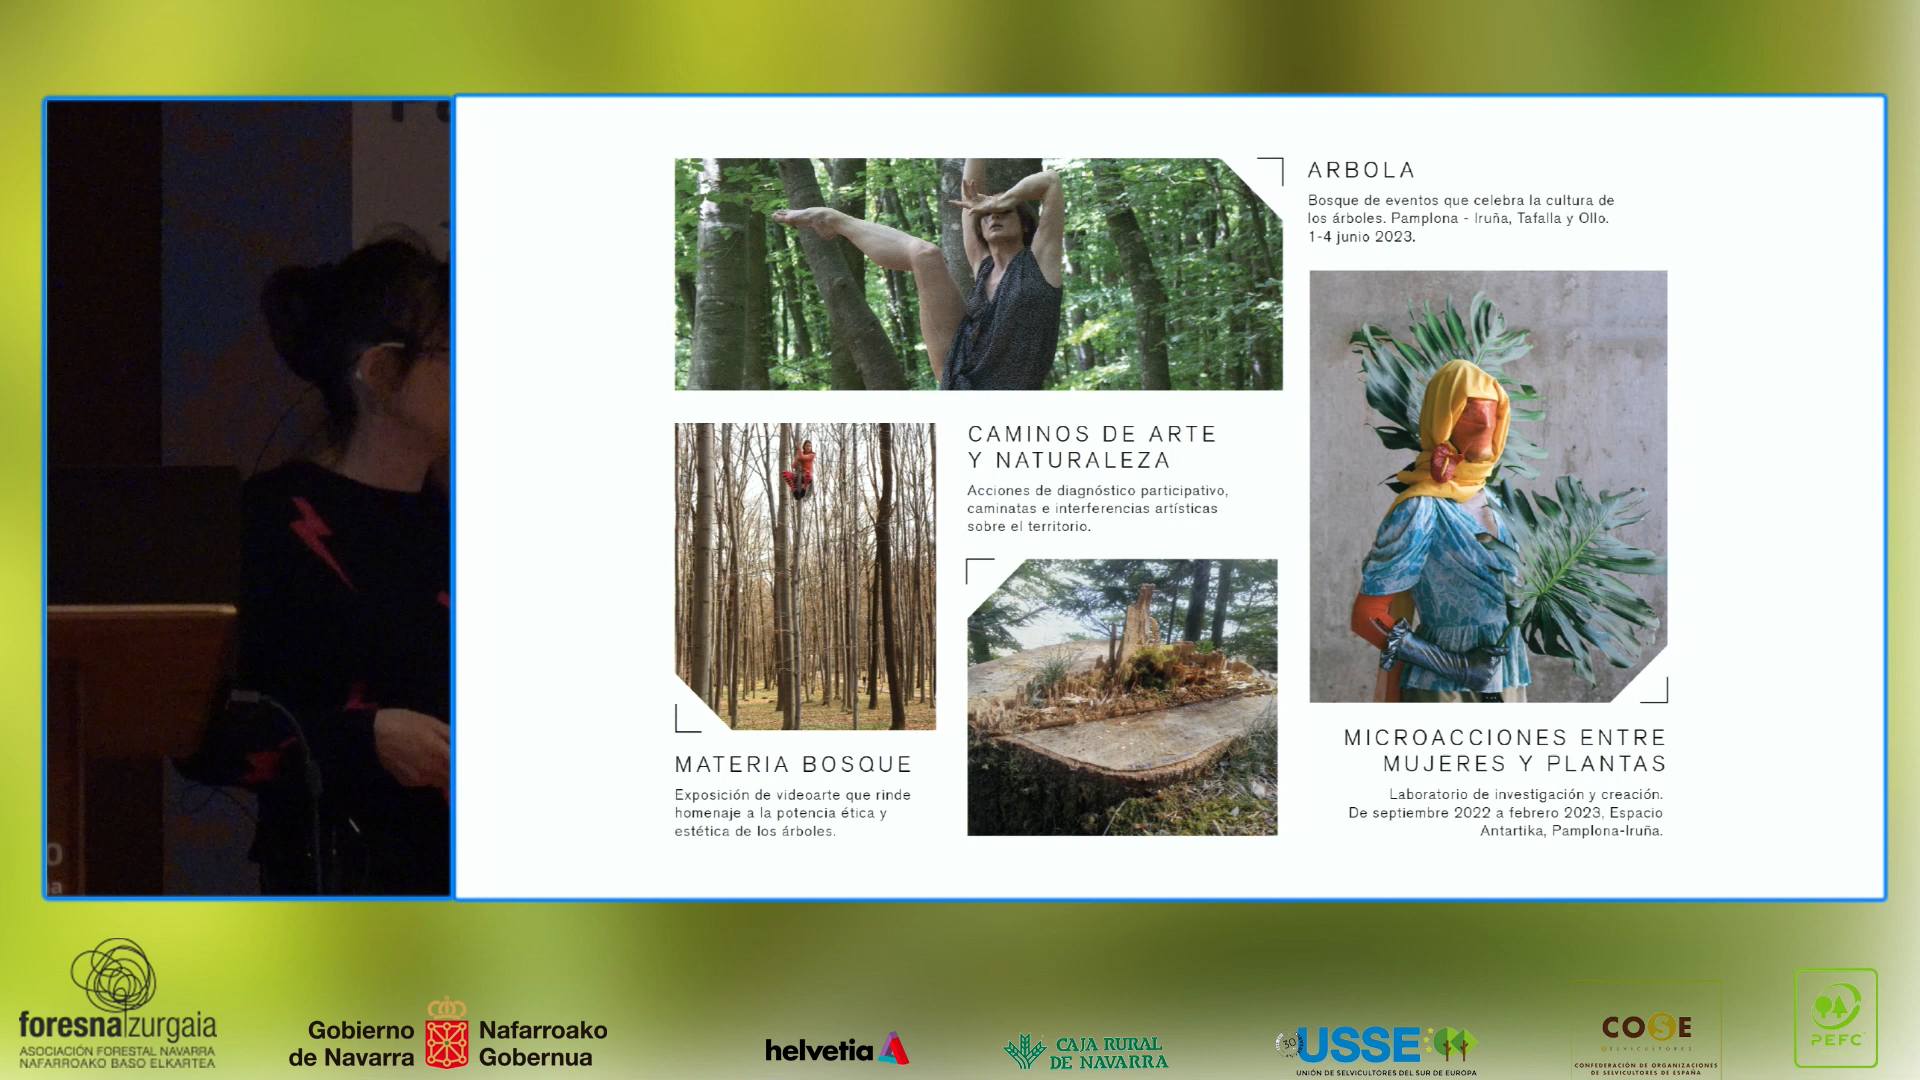 ARBOLA
Bosque de eventos que celebra la cultura de
los árboles. Pamplona - Iruña, Tafalla y Ollo.
1-4 junio 2023.
CAMINOS DE ARTE
Y NATURALEZA
Acciones de diagnóstico participativo,
caminatas e interferencias artísticas
sobre el territorio.
MATERIA BOSQUE
Exposición de videoarte que rinde
homenaje a la potencia ética y
estética de los árboles.
MICROACCIONES ENTRE
MUJERES Y PLANTAS
Laboratorio de investigación y creación.
De septiembre 2022 a febrero 2023, Espacio
Antartika, Pamplona-Iruña.
foresna zurgaia
ASOCIACIÓN FORESTAL NAVARRA
NAFARROAKO BASO ELKARTEA
Gobierno
de Navarra
Nafarroako
Gobernua
helvetia
CAJA RURAL
DE NAVARRA
30
USSE
UNIÓN DE SELVICULTORES DEL SUR DE EUROPA
COSE
SELVICULTORES
CONFEDERACIÓN DE ORGANIZACIONES
DE SELVICULTORES DE ESPAÑA
PEFC